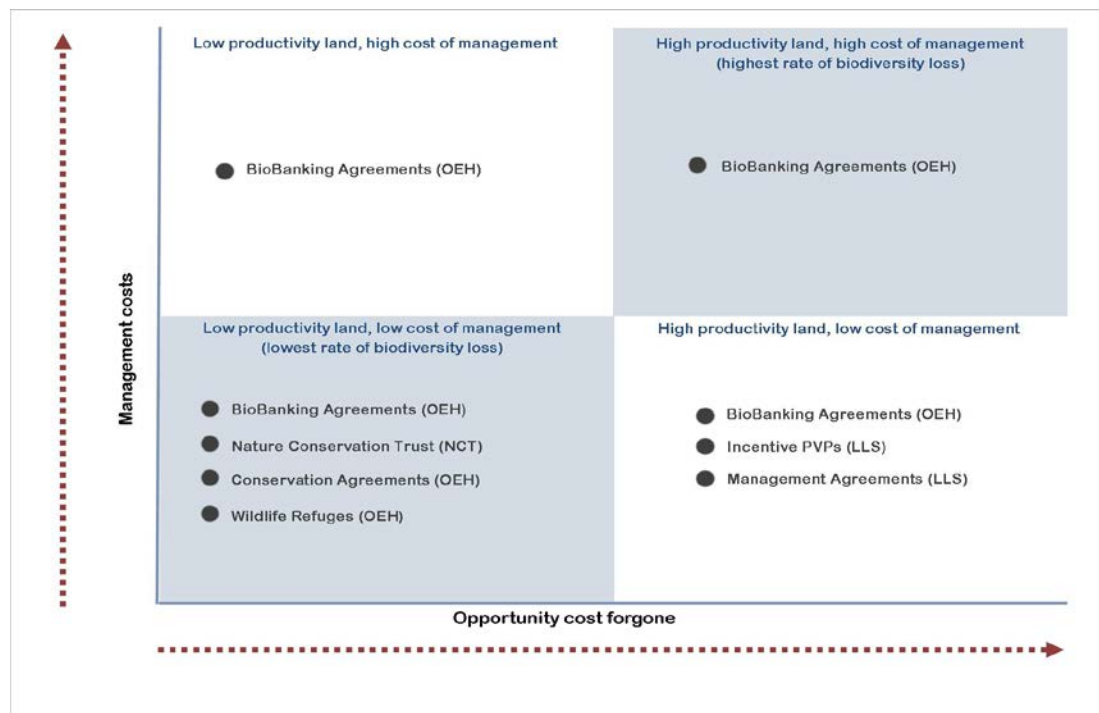 Low productivity land, high cost of management
High productivity land, high cost of management
(highest rate of biodiversity loss)
BioBanking Agreements (OEH)
BioBanking Agreements (OEH)
Management costs
Low productivity land, low cost of management
(lowest rate of biodiversity loss)
High productivity land, low cost of management
BioBanking Agreements (OEH)
Nature Conservation Trust (NCT)
Conservation Agreements (OEH)
Wildlife Refuges (OEH)
BioBanking Agreements (OEH)
Incentive PVPs (LLS)
Management Agreements (LLS)
Opportunity cost forgone